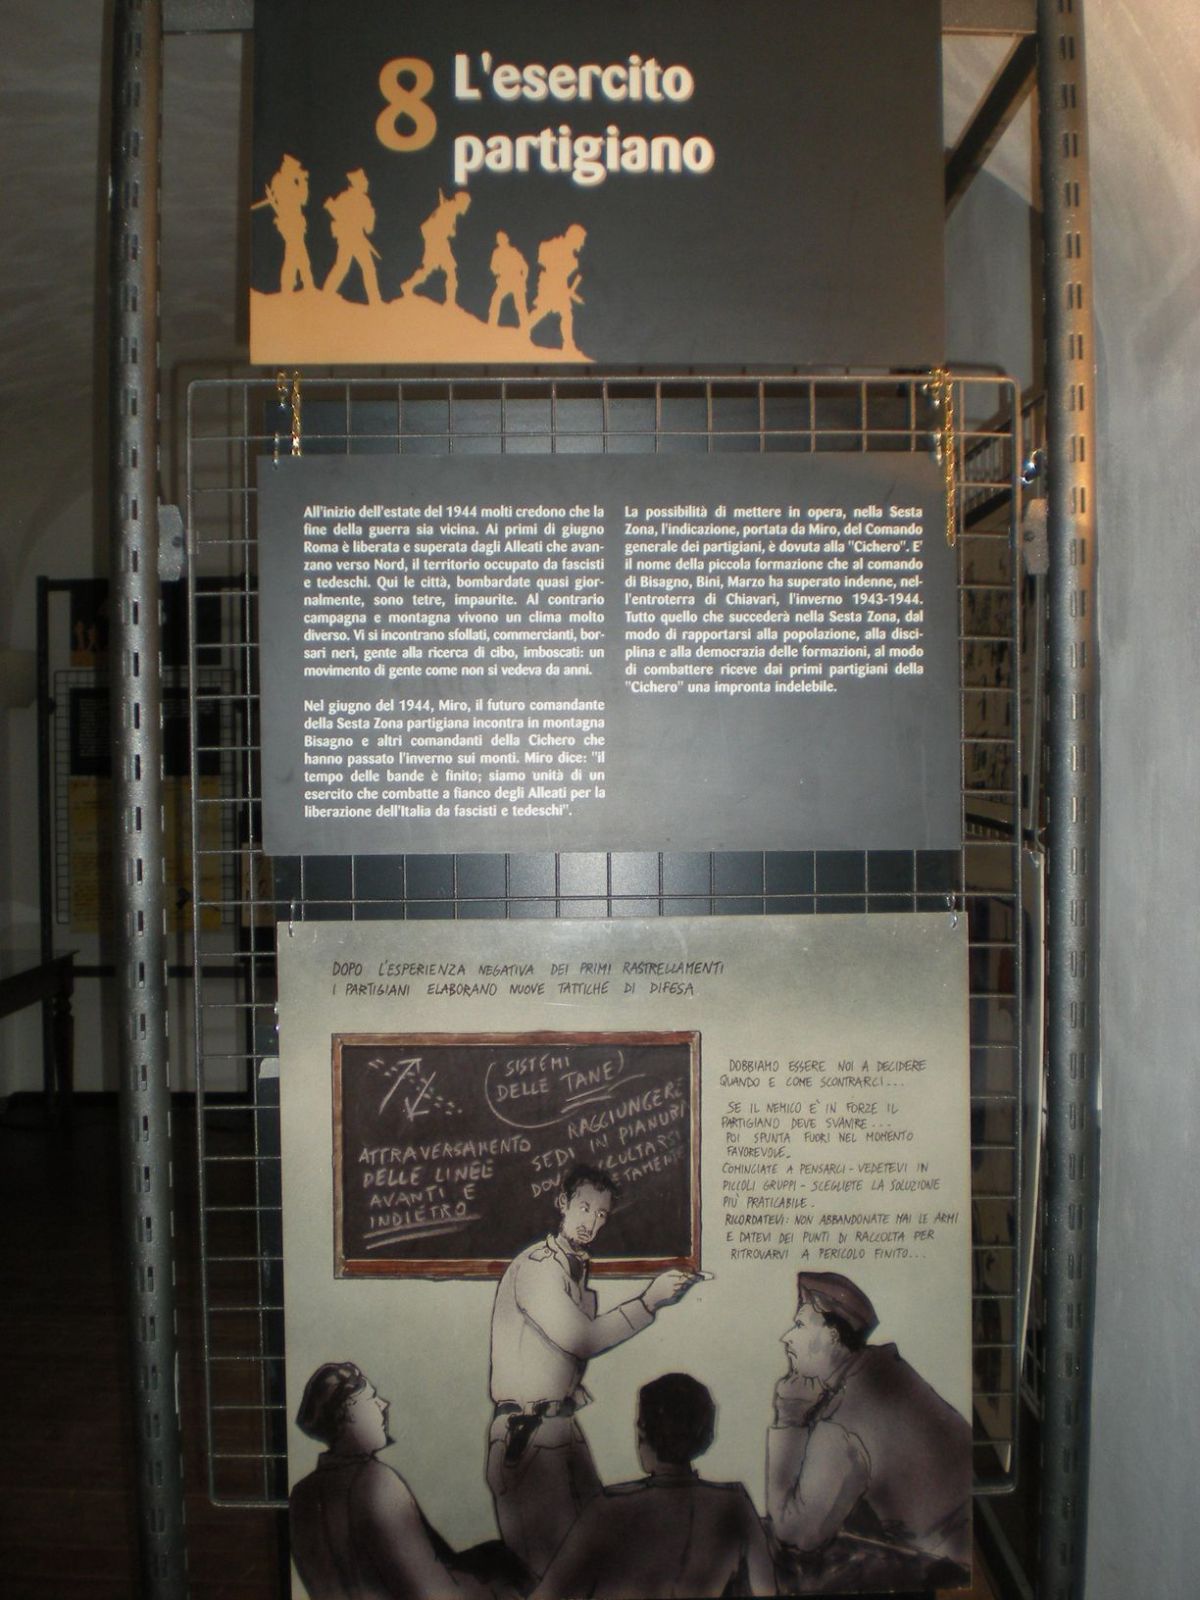 8 L'esercito
partigiano
All'inizio dell'estate del 1944 molti credono che la
fine della guerra sia vicina. Ai primi di giugno
Roma è liberata e superata dagli Alleati che avan-
zano verso Nord, il territorio occupato da fascisti
e tedeschi. Qui le città, bombardate quasi gior-
nalmente, sono tetre, impaurite. Al contrario
campagna e montagna vivono un clima molto
diverso. Vi si incontrano sfollati, commercianti, bor-
sari neri, gente alla ricerca di cibo, imboscati: un
movimento di gente come non si vedeva da anni.
Nel giugno del 1944, Miro, il futuro comandante
della Sesta Zona partigiana incontra in montagna
Bisagno e altri comandanti della Cichero che
hanno passato l'inverno sui monti. Miro dice: "il
tempo delle bande è finito; siamo unità di un
esercito che combatte a fianco degli Alleati per la
liberazione dell'Italia da fascisti e tedeschi".
La possibilità di mettere in opera, nella Sesta
Zona, l'indicazione, portata da Miro, del Comando
generale dei partigiani, è dovuta alla "Cichero". E'
il nome della piccola formazione che al comando
di Bisagno, Bini, Marzo ha superato indenne, nel-
l'entroterra di Chiavari, l'inverno 1943-1944.
Tutto quello che succederà nella Sesta Zona, dal
modo di rapportarsi alla popolazione, alla disci-
plina e alla democrazia delle formazioni, al modo
di combattere riceve dai primi partigiani della
"Cichero" una impronta indelebile.
DOPO L'ESPERIENZA NEGATIVA DEI PRIMI RASTRELLAMENTI
I PARTIGIANI ELABORANO NUOVE TATTICHE DI DIFESA
(SISTEMI
DELLE TANE)
ATTRAVERSAMENTO
DELLE LINEE
AVANTI E
INDIETRO
RAGGIUNGERE
SEDI IN PIANURA
DOBBIAMO ESSERE NOI A DECIDERE
QUANDO E COME SCONTRARCI...
SE IL NEMICO E' IN FORZE IL
PARTIGIANO DEVE SVANIRE...
POI SPUNTA FUORI NEL MOMENTO
FAVOREVOLE.
COMINCIATE A PENSARCI - VEDETEVI IN
PICCOLI GRUPPI - SCEGLIETE LA SOLUZIONE
PIÙ PRATICABILE.
RICORDATEVI: NON ABBANDONATE MAI LE ARMI
E DATEVI DEI PUNTI DI RACCOLTA PER
RITROVARVI A PERICOLO FINITO...